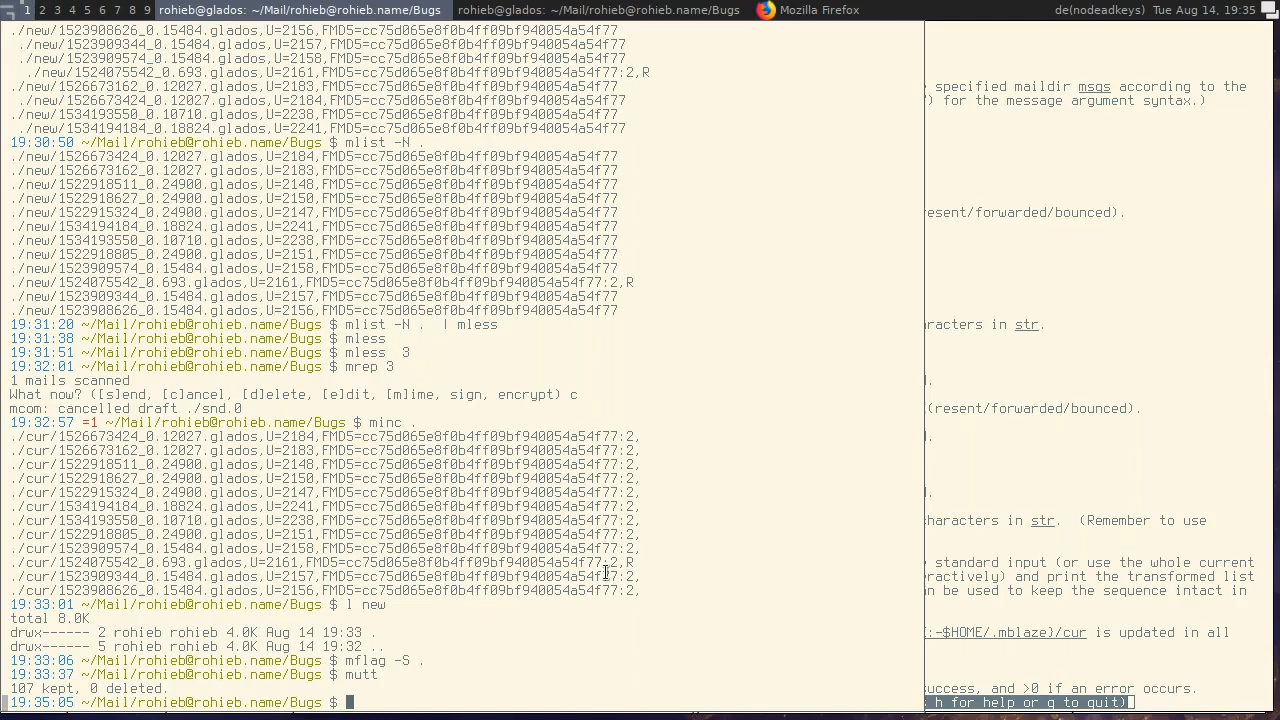 1 2 3 4 5 6 7 8 9 rohieb@glados: ~/Mail/rohieb@rohieb.name/Bugs rohieb@glados: ~/Mail/rohieb@rohieb.name/Bugs Mozilla Firefox de(nodeadkeys) Tue Aug 14, 19:35
./new/1523908626_0.15484.glados,U=2156,FMD5=cc75d065e8f0b4ff09bf940054a54f77
./new/1523909344_0.15484.glados,U=2157,FMD5=cc75d065e8f0b4ff09bf940054a54f77
./new/1523909574_0.15484.glados,U=2158,FMD5=cc75d065e8f0b4ff09bf940054a54f77
./new/1524075542_0.693.glados,U=2161,FMD5=cc75d065e8f0b4ff09bf940054a54f77:2,R
./new/1526673162_0.12027.glados,U=2183,FMD5=cc75d065e8f0b4ff09bf940054a54f77
./new/1526673424_0.12027.glados,U=2184,FMD5=cc75d065e8f0b4ff09bf940054a54f77
./new/1534193550_0.10710.glados,U=2238,FMD5=cc75d065e8f0b4ff09bf940054a54f77
./new/1534194184_0.18824.glados,U=2241,FMD5=cc75d065e8f0b4ff09bf940054a54f77
19:30:50 ~/Mail/rohieb@rohieb.name/Bugs $ mlist -N .
./new/1526673424_0.12027.glados,U=2184,FMD5=cc75d065e8f0b4ff09bf940054a54f77
./new/1526673162_0.12027.glados,U=2183,FMD5=cc75d065e8f0b4ff09bf940054a54f77
./new/1522918511_0.24900.glados,U=2148,FMD5=cc75d065e8f0b4ff09bf940054a54f77
./new/1522918627_0.24900.glados,U=2150,FMD5=cc75d065e8f0b4ff09bf940054a54f77
./new/1522915324_0.24900.glados,U=2147,FMD5=cc75d065e8f0b4ff09bf940054a54f77
./new/1534194184_0.18824.glados,U=2241,FMD5=cc75d065e8f0b4ff09bf940054a54f77
./new/1534193550_0.10710.glados,U=2238,FMD5=cc75d065e8f0b4ff09bf940054a54f77
./new/1522918805_0.24900.glados,U=2151,FMD5=cc75d065e8f0b4ff09bf940054a54f77
./new/1523909574_0.15484.glados,U=2158,FMD5=cc75d065e8f0b4ff09bf940054a54f77
./new/1524075542_0.693.glados,U=2161,FMD5=cc75d065e8f0b4ff09bf940054a54f77:2,R
./new/1523909344_0.15484.glados,U=2157,FMD5=cc75d065e8f0b4ff09bf940054a54f77
./new/1523908626_0.15484.glados,U=2156,FMD5=cc75d065e8f0b4ff09bf940054a54f77
19:31:20 ~/Mail/rohieb@rohieb.name/Bugs $ mlist -N .  | mless
19:31:38 ~/Mail/rohieb@rohieb.name/Bugs $ mless
19:31:51 ~/Mail/rohieb@rohieb.name/Bugs $ mless  3
19:32:01 ~/Mail/rohieb@rohieb.name/Bugs $ mrep 3
1 mails scanned
What now? ([s]end, [c]ancel, [d]elete, [e]dit, [m]ime, sign, encrypt) c
mcom: cancelled draft ./snd.0
19:32:57 =1 ~/Mail/rohieb@rohieb.name/Bugs $ minc .
./cur/1526673424_0.12027.glados,U=2184,FMD5=cc75d065e8f0b4ff09bf940054a54f77:2,
./cur/1526673162_0.12027.glados,U=2183,FMD5=cc75d065e8f0b4ff09bf940054a54f77:2,
./cur/1522918511_0.24900.glados,U=2148,FMD5=cc75d065e8f0b4ff09bf940054a54f77:2,
./cur/1522918627_0.24900.glados,U=2150,FMD5=cc75d065e8f0b4ff09bf940054a54f77:2,
./cur/1522915324_0.24900.glados,U=2147,FMD5=cc75d065e8f0b4ff09bf940054a54f77:2,
./cur/1534194184_0.18824.glados,U=2241,FMD5=cc75d065e8f0b4ff09bf940054a54f77:2,
./cur/1534193550_0.10710.glados,U=2238,FMD5=cc75d065e8f0b4ff09bf940054a54f77:2,
./cur/1522918805_0.24900.glados,U=2151,FMD5=cc75d065e8f0b4ff09bf940054a54f77:2,
./cur/1523909574_0.15484.glados,U=2158,FMD5=cc75d065e8f0b4ff09bf940054a54f77:2,
./cur/1524075542_0.693.glados,U=2161,FMD5=cc75d065e8f0b4ff09bf940054a54f77:2,R
./cur/1523909344_0.15484.glados,U=2157,FMD5=cc75d065e8f0b4ff09bf940054a54f77:2,
./cur/1523908626_0.15484.glados,U=2156,FMD5=cc75d065e8f0b4ff09bf940054a54f77:2,
19:33:01 ~/Mail/rohieb@rohieb.name/Bugs $ l new
total 8.0K
drwx------ 2 rohieb rohieb 4.0K Aug 14 19:33 .
drwx------ 5 rohieb rohieb 4.0K Aug 14 19:32 ..
19:33:06 ~/Mail/rohieb@rohieb.name/Bugs $ mflag -S .
19:33:37 ~/Mail/rohieb@rohieb.name/Bugs $ mutt
107 kept, 0 deleted.
19:35:05 ~/Mail/rohieb@rohieb.name/Bugs $
specified maildir msgs according to the
) for the message argument syntax.)
resent/forwarded/bounced).
aracters in str.
d.
(resent/forwarded/bounced).
d.
d.
characters in str.  (Remember to use
standard input (or use the whole current
ractively) and print the transformed list
an be used to keep the sequence intact in
{:-$HOME/.mblaze}/cur is updated in all
success, and >0 if an error occurs.
h for help or q to quit)